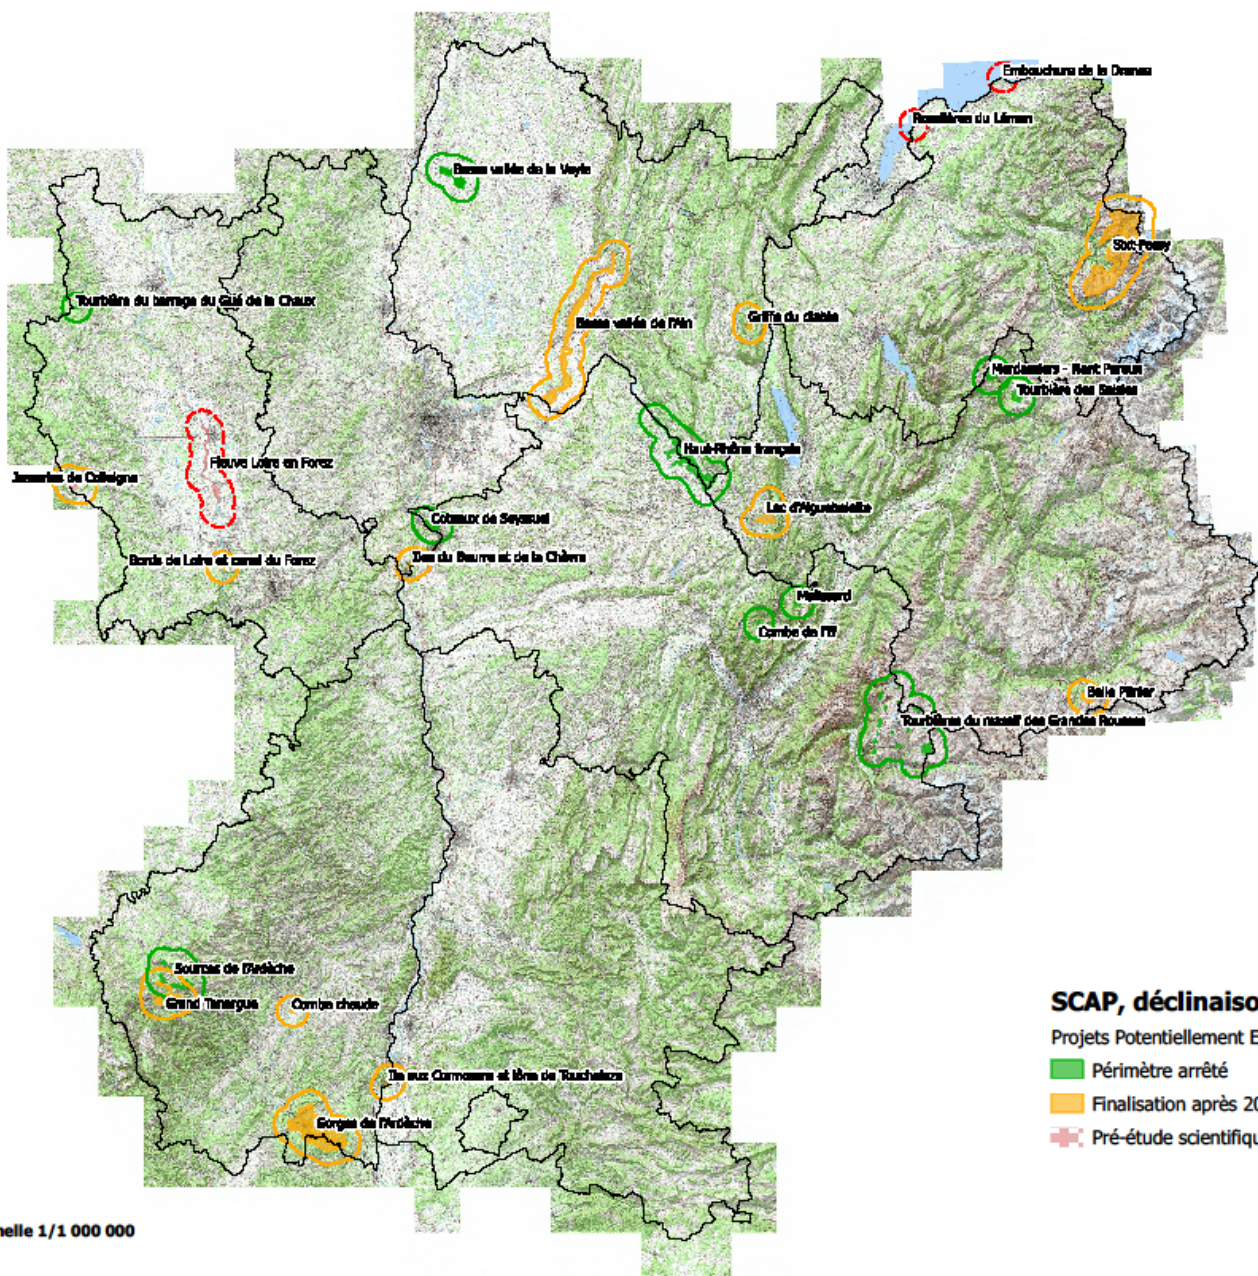 Embouchure de la Dranse
Roselières du Léman
Basse vallée de la Veyle
Sixt-Passy
Tourbière du barrage du Gué de la Chaux
Griffe du diable
Basse vallée de l'Ain
Merdassiers - Nant Pareux
Tourbière des Saisies
Haut-Rhône français
Fleuve Loire en Forez
Jasseries de Colleigne
Lac d'Aiguebelette
Coteaux de Seyssuel
Bords de Loire et canal du Forez
Iles du Beurre et de la Chèvre
Combe de l'If
Belle Plinier
Tourbières du massif des Grandes Rousses
Sources de l'Ardèche
Grand Tanargue
Combe chaude
Ile aux Cormorans et lône de
Gorges de l'Ardèche
SCAP, déclinaiso
Projets Potentiellement E
Périmètre arrêté
Finalisation après 20
Pré-étude scientifiqu
elle 1/1 000 000